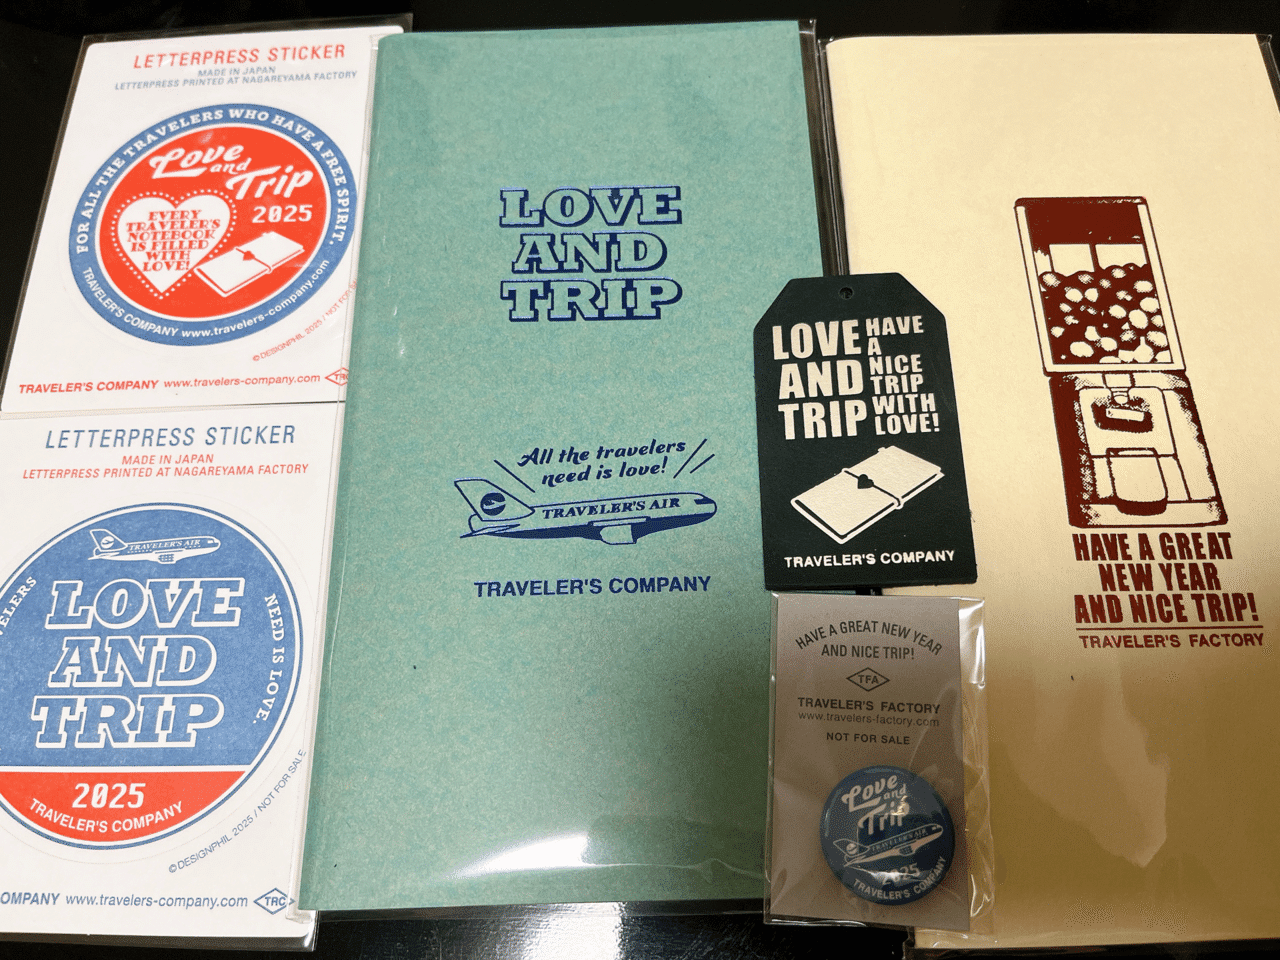 LETTERPRESS STICKER
MADE IN JAPAN
LETTERPRESS PRINTED AT NAGAREYAMA FACTORY
FOR ALL THE TRAVELERS WHO HAVE A FREE SPIRIT.
Love
and
Trip
2025
EVERY
TRAVELER'S
NOTEBOOK
IS FILLED
WITH
LOVE!
TRAVELER'S COMPANY www.travelers-company.com
©DESIGNPHIL 2025 / NOT FOR
TRAVELER'S COMPANY www.travelers-company.com
LETTERPRESS STICKER
MADE IN JAPAN
LETTERPRESS PRINTED AT NAGAREYAMA FACTORY
TRAVELER'S AIR
NEED IS LOVE.
LOVE
AND
TRIP
2025
TRAVELER'S COMPANY
©DESIGNPHIL 2025 / NOT FOR SALE
COMPANY www.travelers-company.com TRC
LOVE
AND
TRIP
All the travelers
need is love!
TRAVELER'S AIR
TRAVELER'S COMPANY
LOVE
AND
TRIP
HAVE
A
NICE
TRIP
WITH
LOVE!
TRAVELER'S COMPANY
HAVE A GREAT NEW YEAR
AND NICE TRIP!
TFA
TRAVELER'S FACTORY
www.travelers-factory.com
NOT FOR SALE
Love
and
Trip
TRAVELER'S AIR
2025
TRAVELER'S COMPANY
HAVE A GREAT
NEW YEAR
AND NICE TRIP!
TRAVELER'S FACTORY